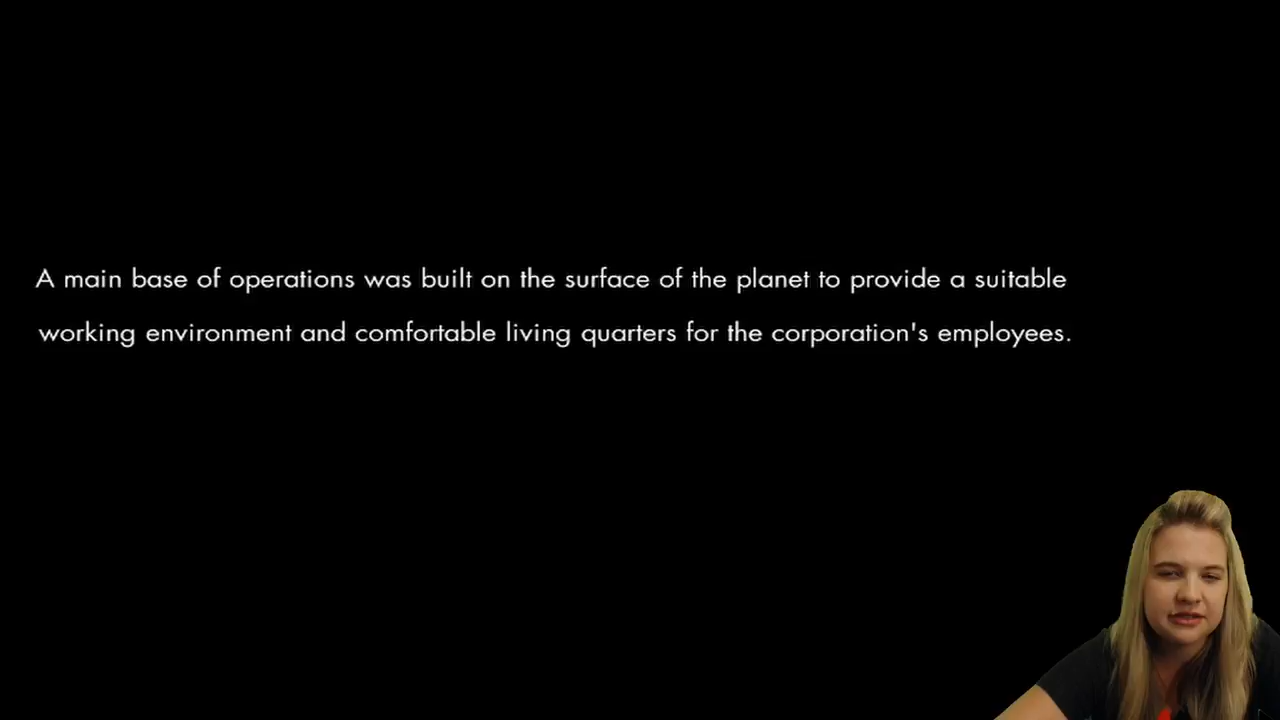 A main base of operations was built on the surface of the planet to provide a suitable
working environment and comfortable living quarters for the corporation's employees.